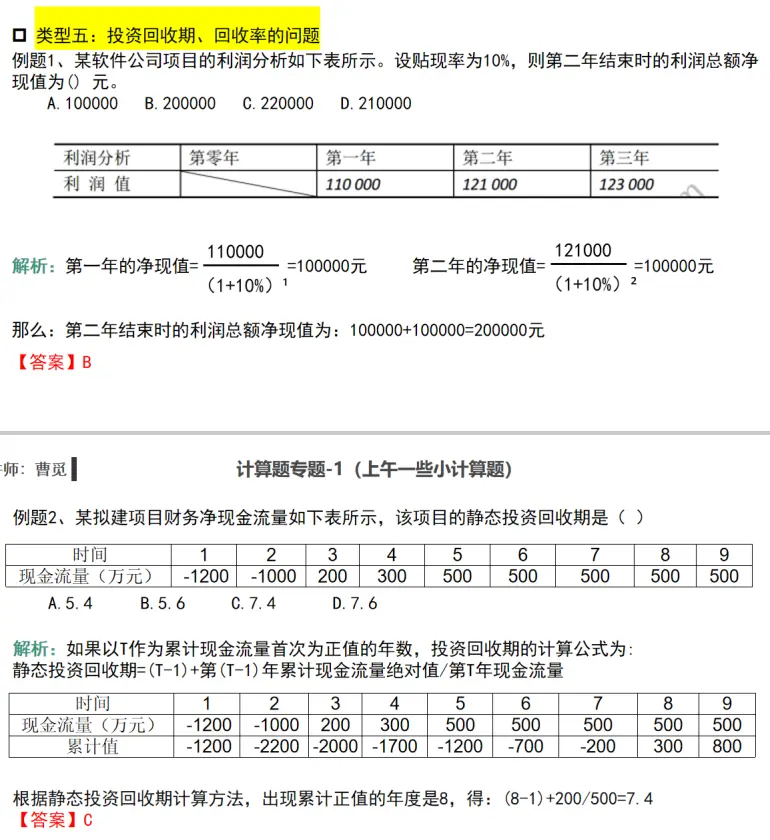 类型五：投资回收期、回收率的问题
例题1、某软件公司项目的利润分析如下表所示。设贴现率为10%，则第二年结束时的利润总额净
现值为()元。
A.100000 B.200000 C.220000 D.210000
利润分析 第零年 第一年 第二年 第三年
利 润 值 110 000 121 000 123 000
解析：第一年的净现值= 110000 / （1+10%）¹ =100000元 第二年的净现值= 121000 / （1+10%）² =100000元
那么：第二年结束时的利润总额净现值为：100000+100000=200000元
【答案】B
师：曹觅 计算题专题-1（上午一些小计算题）
例题2、某拟建项目财务净现金流量如下表所示，该项目的静态投资回收期是（ ）
时间 1 2 3 4 5 6 7 8 9
现金流量（万元） -1200 -1000 200 300 500 500 500 500 500
A.5.4 B.5.6 C.7.4 D.7.6
解析：如果以T作为累计现金流量首次为正值的年数，投资回收期的计算公式为:
静态投资回收期=(T-1)+第(T-1)年累计现金流量绝对值/第T年现金流量
时间 1 2 3 4 5 6 7 8 9
现金流量（万元） -1200 -1000 200 300 500 500 500 500 500
累计值 -1200 -2200 -2000 -1700 -1200 -700 -200 300 800
根据静态投资回收期计算方法，出现累计正值的年度是8，得：(8-1)+200/500=7.4
【答案】C